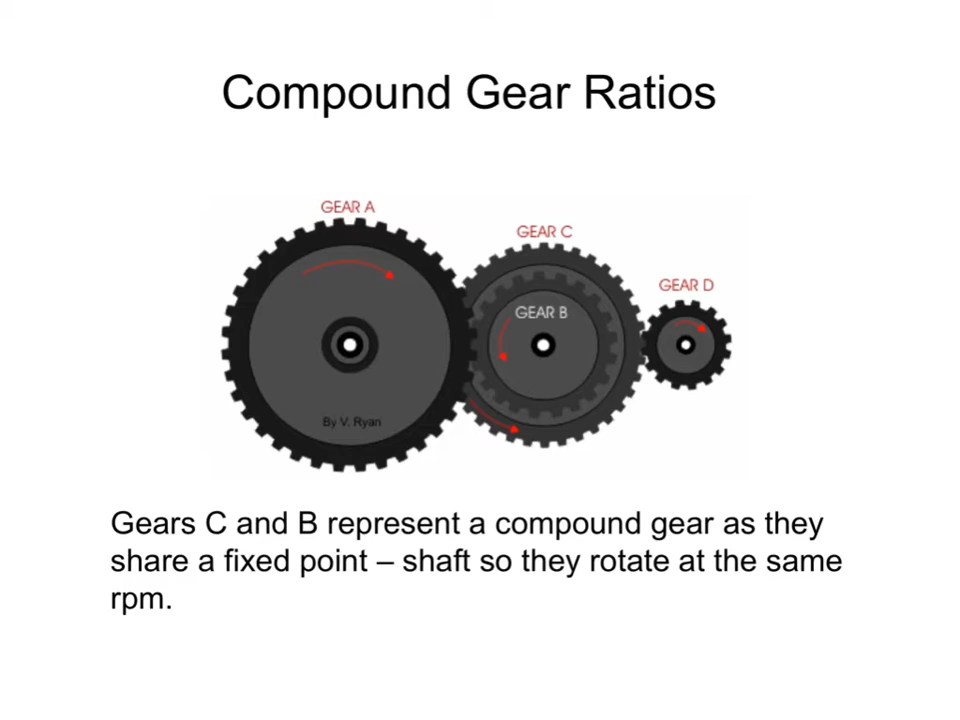 Compound Gear Ratios
GEAR A
GEAR C
GEAR D
GEAR B
By V. Ryan
Gears C and B represent a compound gear as they
share a fixed point – shaft so they rotate at the same
rpm.